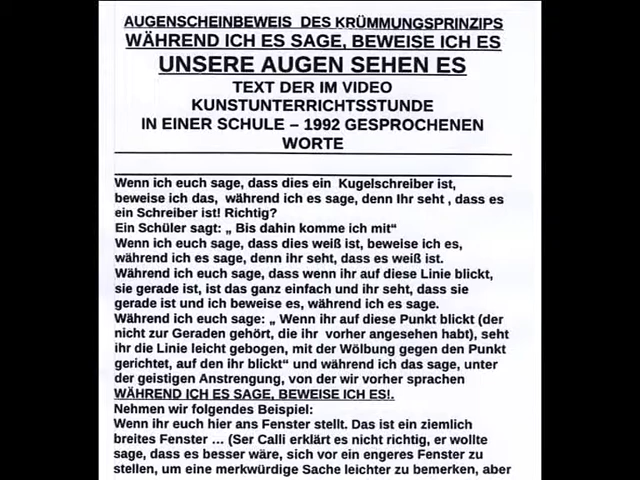 AUGENSCHEINBEWEIS DES KRÜMMUNGSPRINZIPS
WÄHREND ICH ES SAGE, BEWEISE ICH ES
UNSERE AUGEN SEHEN ES
TEXT DER IM VIDEO
KUNSTUNTERRICHTSSTUNDE
IN EINER SCHULE – 1992 GESPROCHENEN
WORTE
Wenn ich euch sage, dass dies ein Kugelschreiber ist,
beweise ich das, während ich es sage, denn Ihr seht , dass es
ein Schreiber ist! Richtig?
Ein Schüler sagt: „ Bis dahin komme ich mit“
Wenn ich euch sage, dass dies weiß ist, beweise ich es,
während ich es sage, denn ihr seht, dass es weiß ist.
Während ich euch sage, dass wenn ihr auf diese Linie blickt,
sie gerade ist, ist das ganz einfach und ihr seht, dass sie
gerade ist und ich beweise es, während ich es sage.
Während ich euch sage: „ Wenn ihr auf diese Punkt blickt (der
nicht zur Geraden gehört, die ihr vorher angesehen habt), seht
ihr die Linie leicht gebogen, mit der Wölbung gegen den Punkt
gerichtet, auf den ihr blickt“ und während ich das sage, unter
der geistigen Anstrengung, von der wir vorher sprachen
WÄHREND ICH ES SAGE, BEWEISE ICH ES!.
Nehmen wir folgendes Beispiel:
Wenn ihr euch hier ans Fenster stellt. Das ist ein ziemlich
breites Fenster ... (Ser Calli erklärt es nicht richtig, er wollte
sage, dass es besser wäre, sich vor ein engeres Fenster zu
stellen, um eine merkwürdige Sache leichter zu bemerken, aber